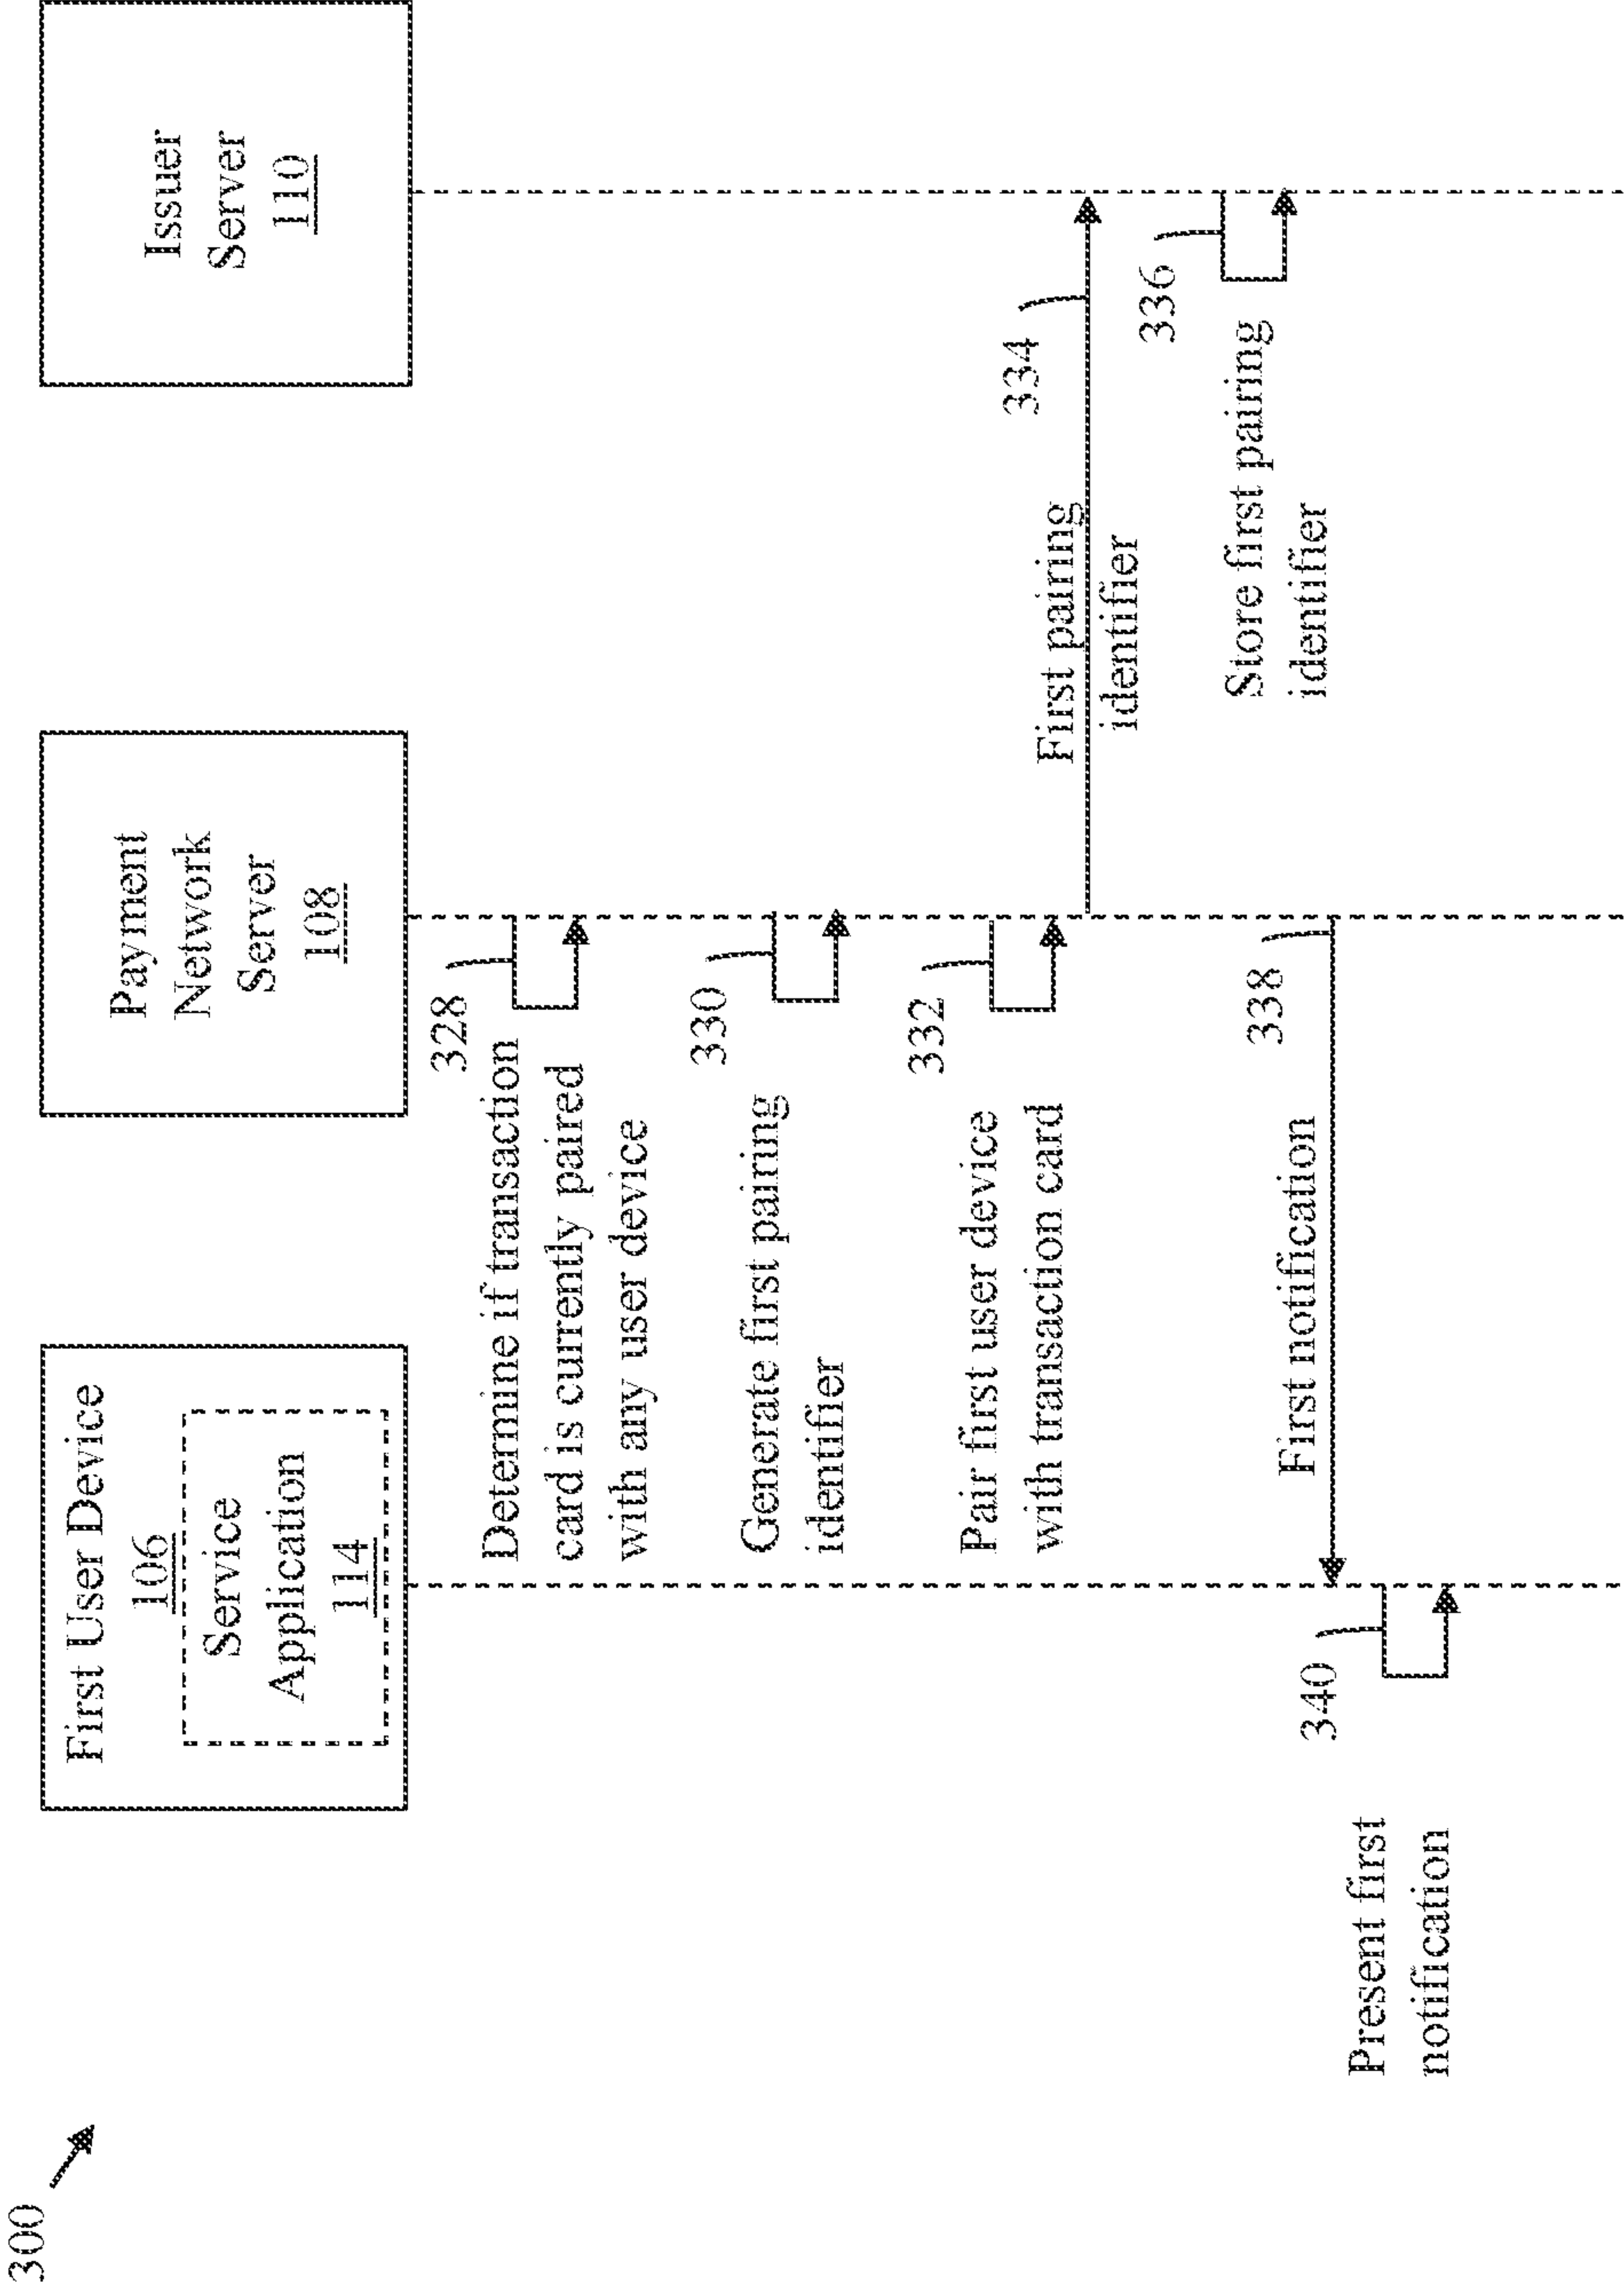 300
First User Device
106
Service
Application
114
Payment
Network
Server
108
Issuer
Server
110
328
Determine if transaction
card is currently paired
with any user device
330
Generate first pairing
identifier
332
Pair first user device
with transaction card
334
First pairing
identifier
336
Store first pairing
identifier
338
First notification
340
Present first
notification